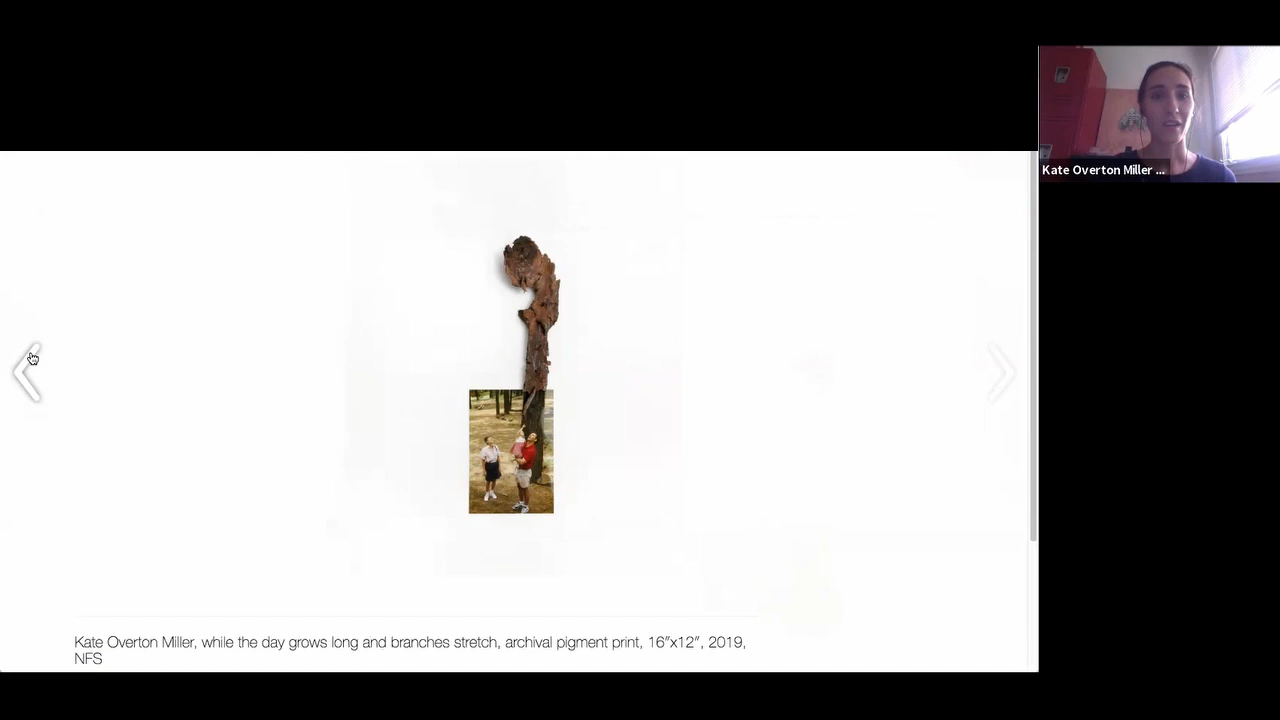 Kate Overton Miller ...
Kate Overton Miller, while the day grows long and branches stretch, archival pigment print, 16”x12”, 2019,
NFS